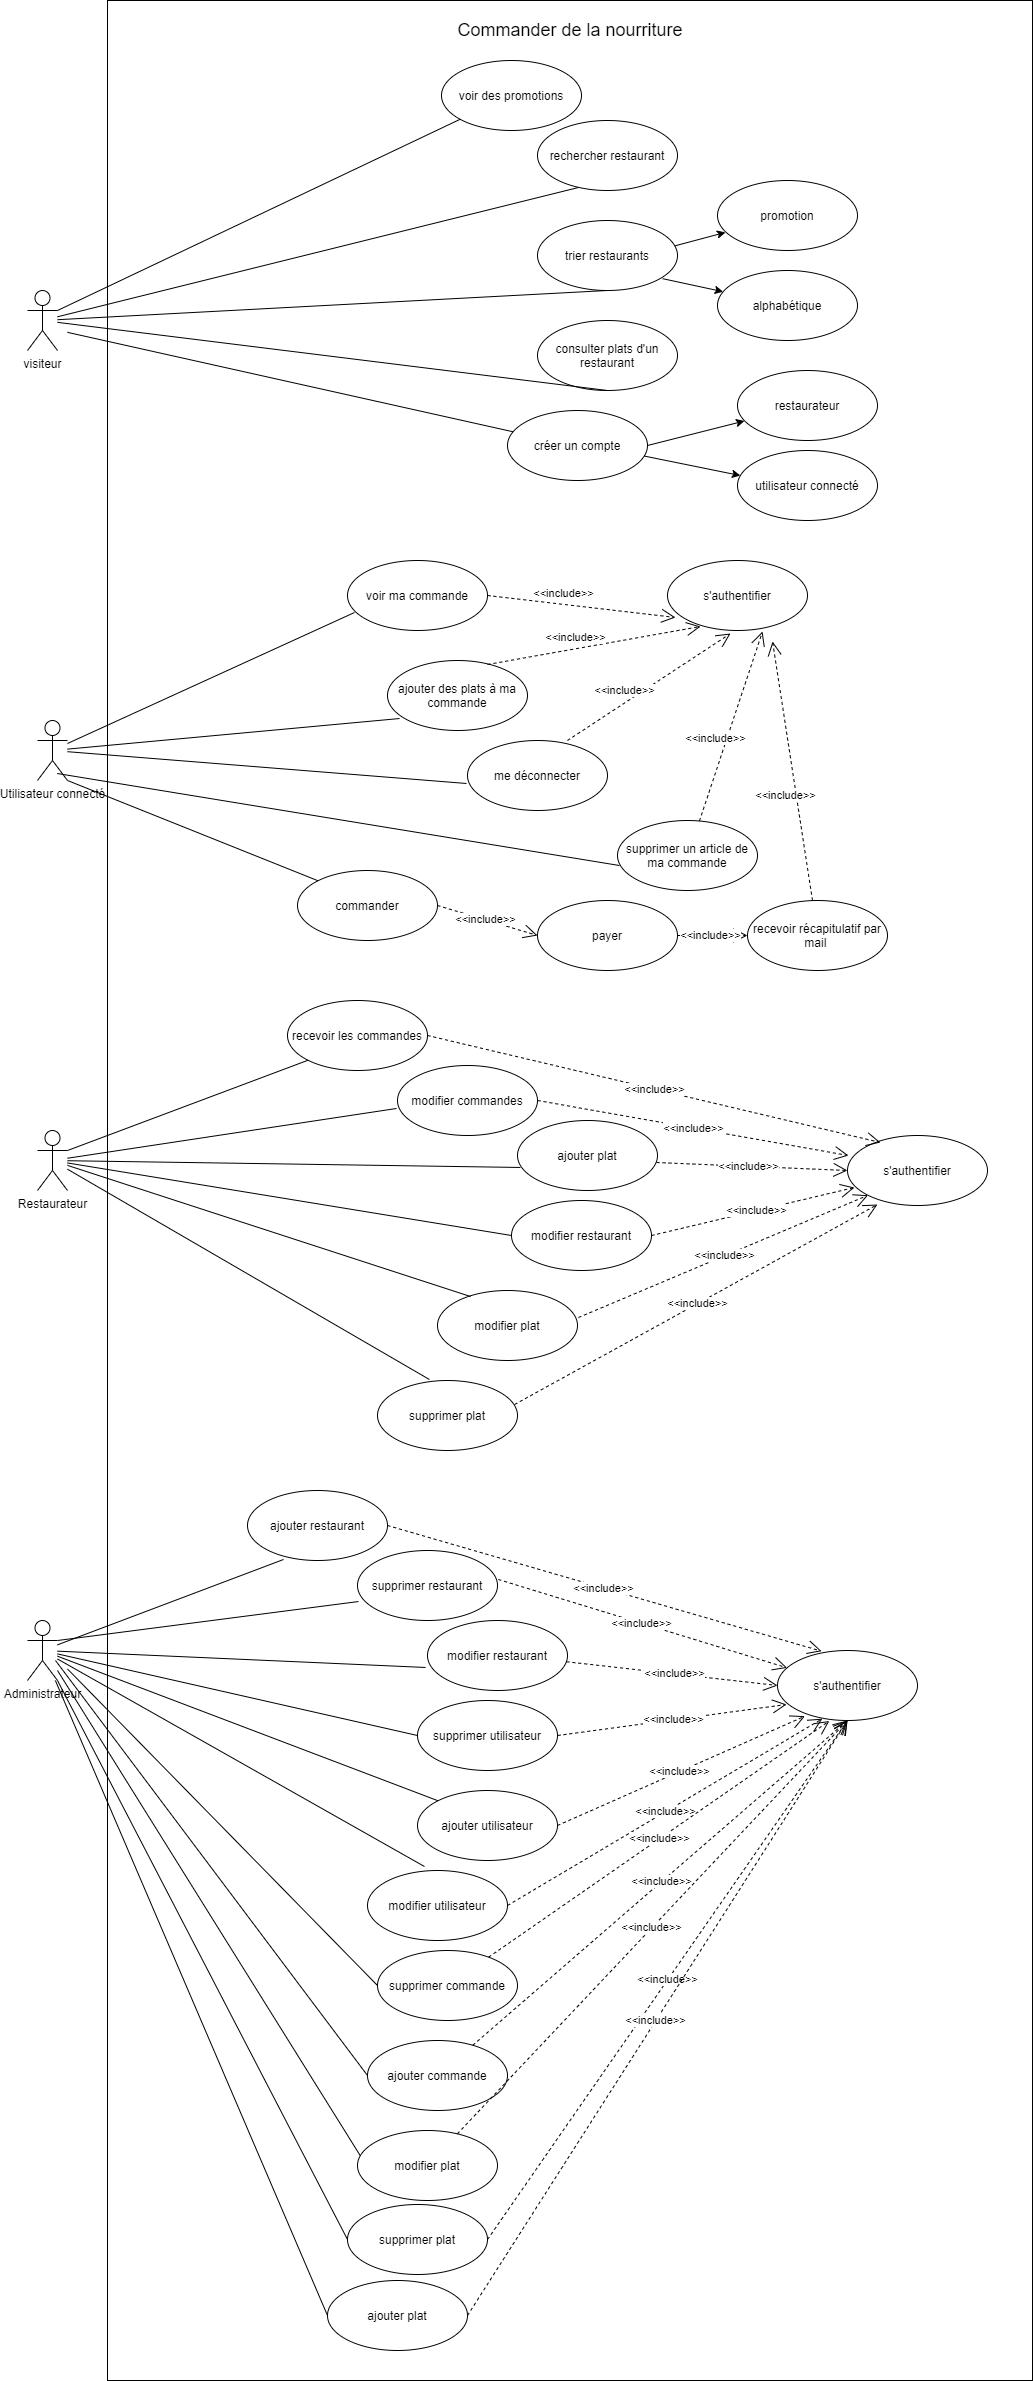 Commander de la nourriture
voir des promotions
rechercher restaurant
promotion
trier restaurants
alphabétique
visiteur
consulter plats d'un
restaurant
restaurateur
créer un compte
utilisateur connecté
voir ma commande
<<include>>
s'authentifier
<<include>>
ajouter des plats à ma
commande
<<include>>
<<include>>
me déconnecter
Utilisateur connecté
<<include>>
supprimer un article de
ma commande
commander
<<include>>
payer
<<include>>
recevoir récapitulatif par
mail
recevoir les commandes
<<include>>
modifier commandes
<<include>>
ajouter plat
<<include>>
s'authentifier
Restaurateur
<<include>>
modifier restaurant
<<include>>
<<include>>
modifier plat
supprimer plat
ajouter restaurant
<<include>>
supprimer restaurant
<<include>>
modifier restaurant
<<include>>
s'authentifier
Administrateur
<<include>>
supprimer utilisateur
<<include>>
ajouter utilisateur
<<include>>
<<include>>
<<include>>
modifier utilisateur
<<include>>
<<include>>
supprimer commande
<<include>>
ajouter commande
modifier plat
supprimer plat
ajouter plat